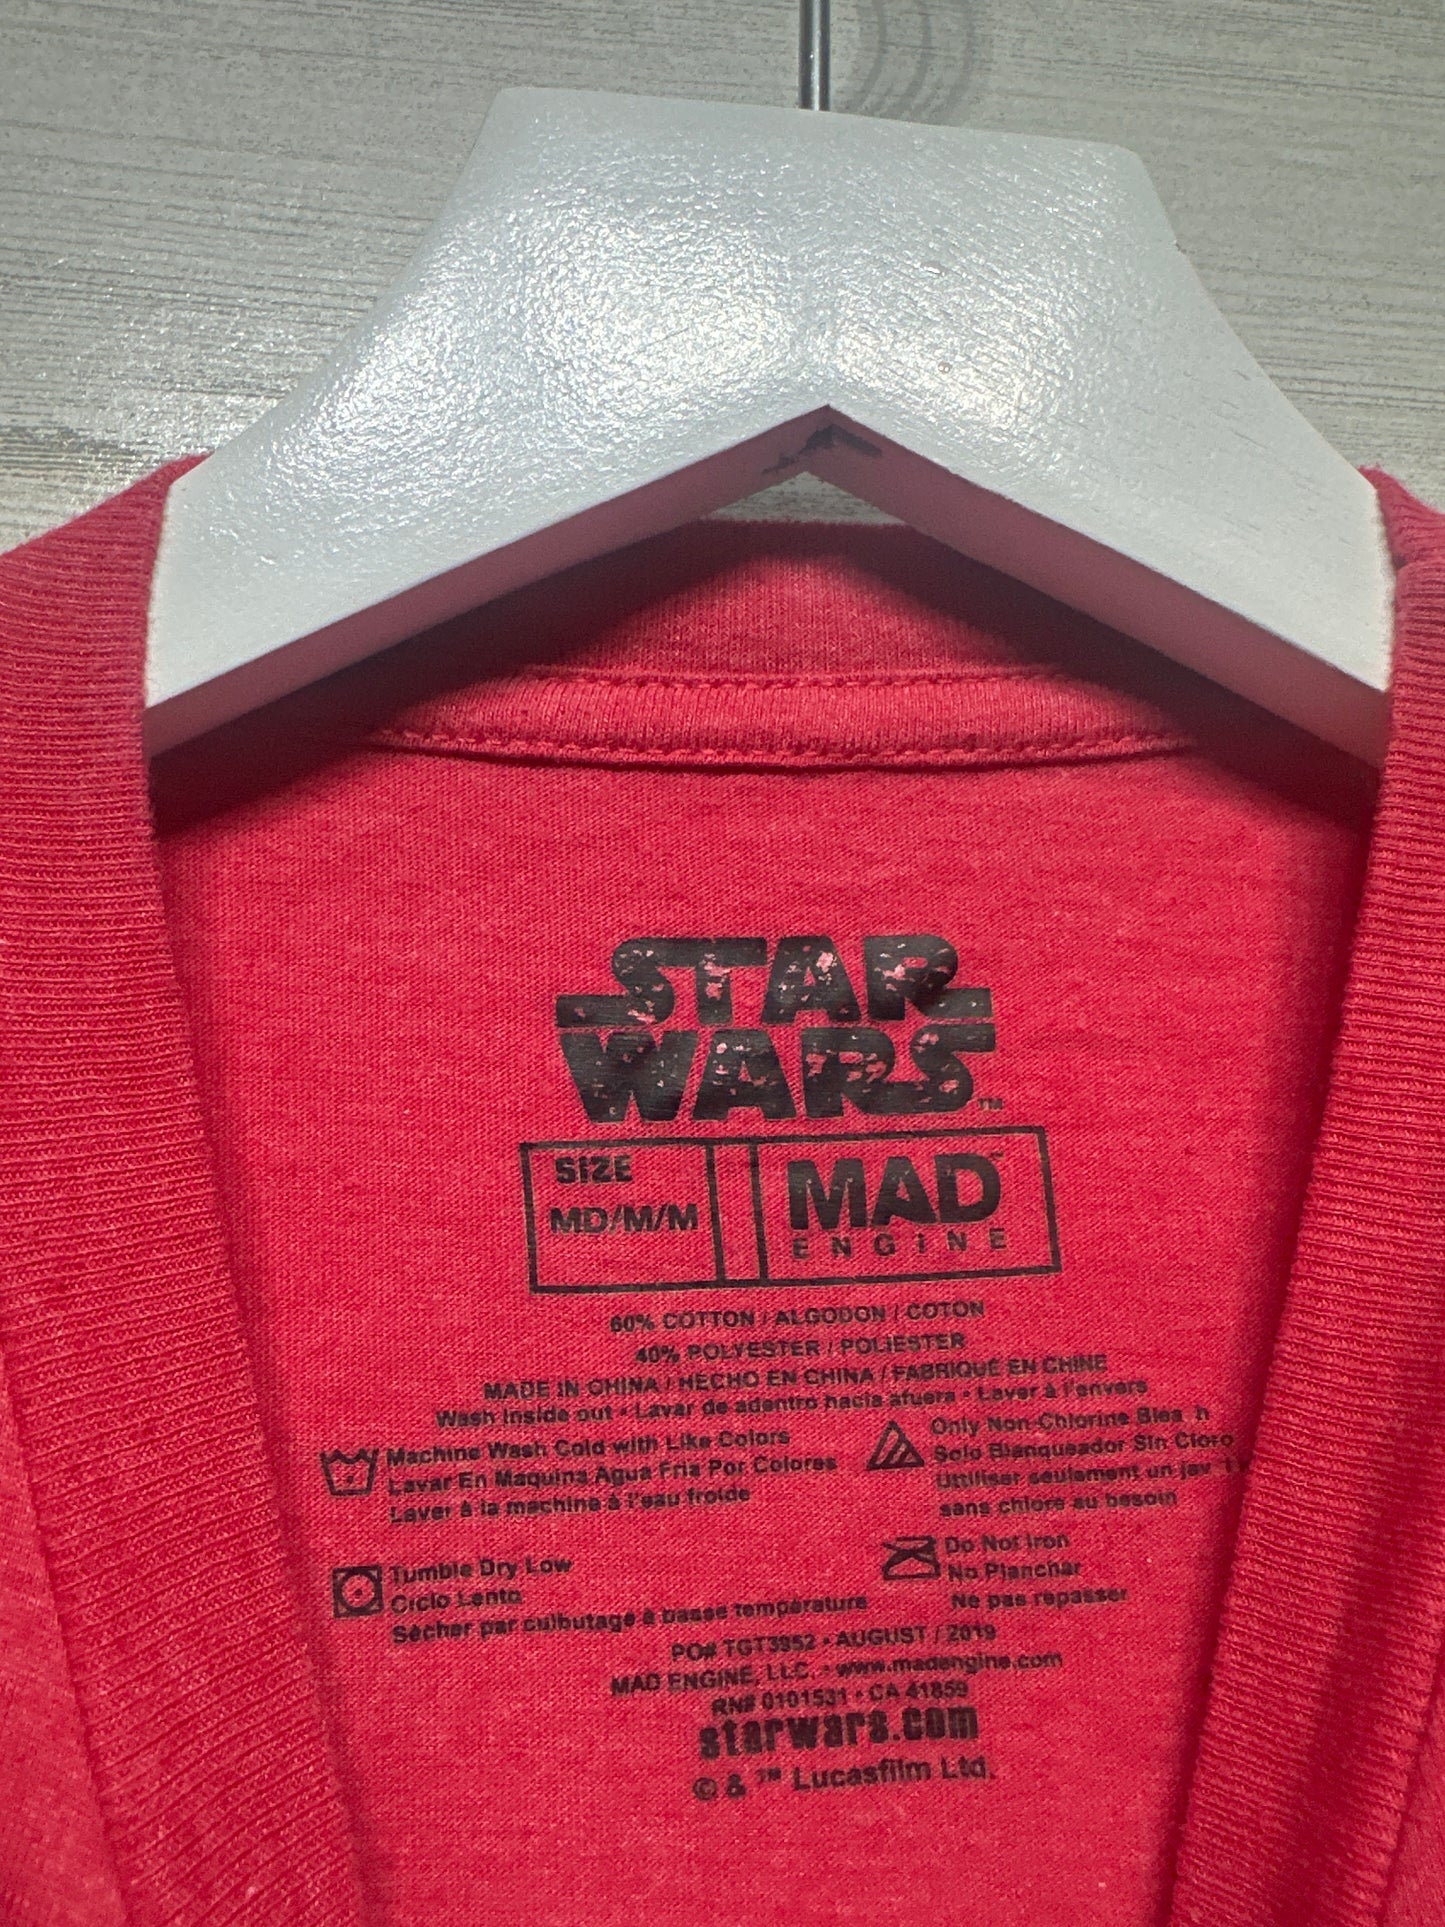 STAR
WARS™
SIZE
MD/M/M
MAD™
ENGINE
60% COTTON / ALGODON / COTON
40% POLYESTER / POLIESTER
MADE IN CHINA / HECHO EN CHINA / FABRIQUÉ EN CHINE
Wash inside out • Lavar de adentro hacia afuera • Laver à l'envers
Machine Wash Cold with Like Colors
Lavar En Maquina Agua Fria Por Colores
Laver à la machine à l'eau froide
Only Non-Chlorine Blea h
Solo Blanqueador Sin Cloro
Uttiliser seulement un jav
sans chlore au besoin
Tumble Dry Low
Ciclo Lento
Sécher par culbutage à basse température
Do Not Iron
No Planchar
Ne pas repasser
PO# TGT3952 • AUGUST / 2019
MAD ENGINE, LLC. • www.madengine.com
RN# 0101531 • CA 41859
starwars.com
© & ™ Lucasfilm Ltd.